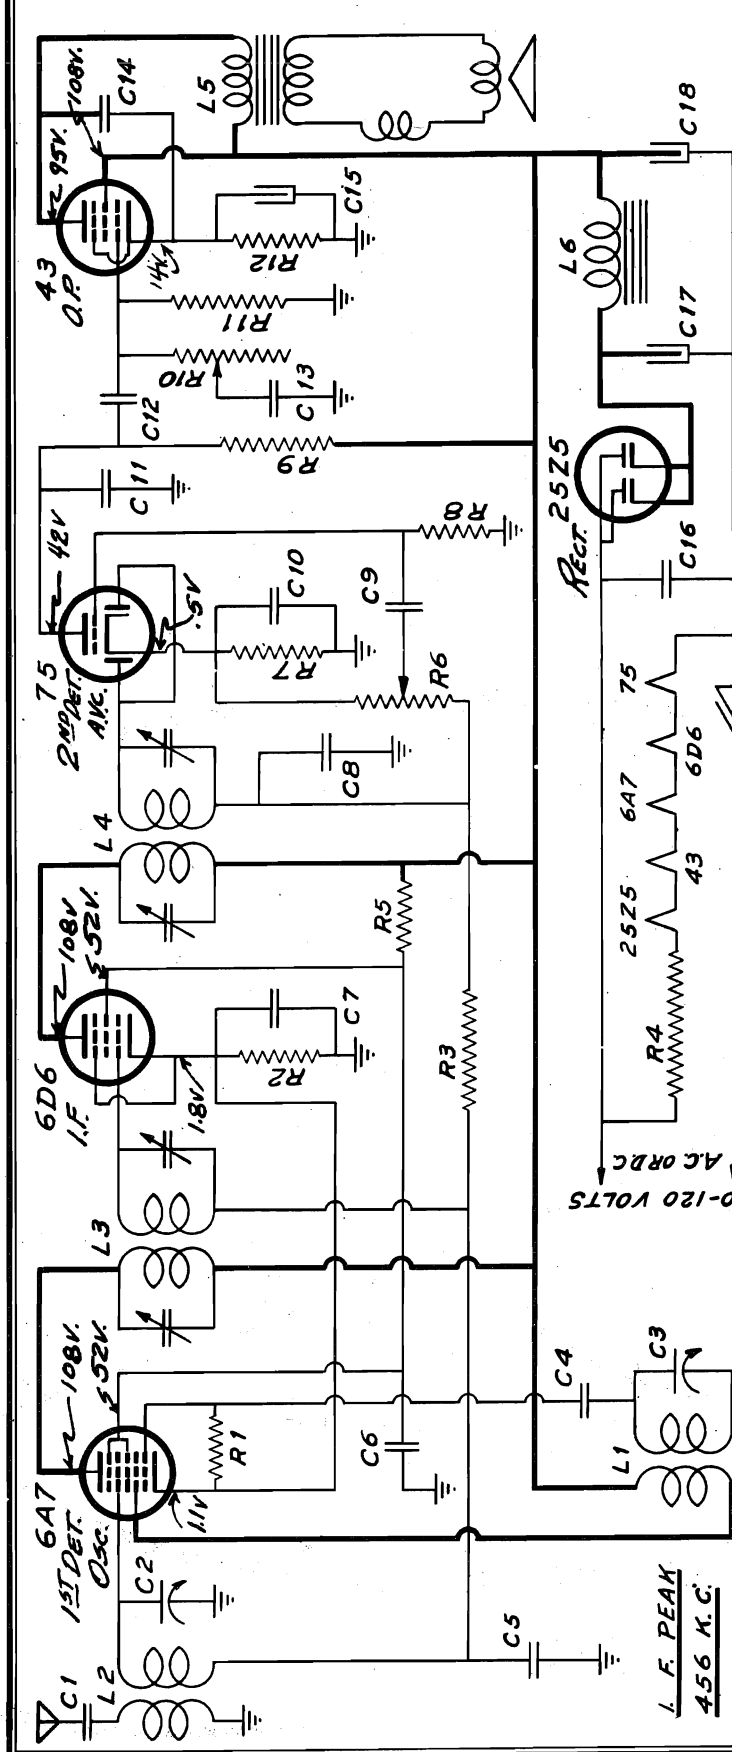 C1
L2
6A7
1ST DET.
OSC.
108V.
52V.
1.1V
C2
R1
C6
C5
L3
6D6
I.F.
108V
52V.
1.8V
R2
C7
R5
R3
L4
75
2ND DET.
A.V.C.
42V
.5V
C11
R7
C10
C9
R8
R6
C8
C12
R9
R10
C13
R11
43
O.P.
95V.
108V.
C14
14V.
R12
C15
L5
L6
C17
C18
RECT. 25Z5
C16
75
6D6
6A7
43
25Z5
R4
0-120 VOLTS
A.C. OR D.C.
C4
C3
L1
I.F. PEAK
456 K.C.